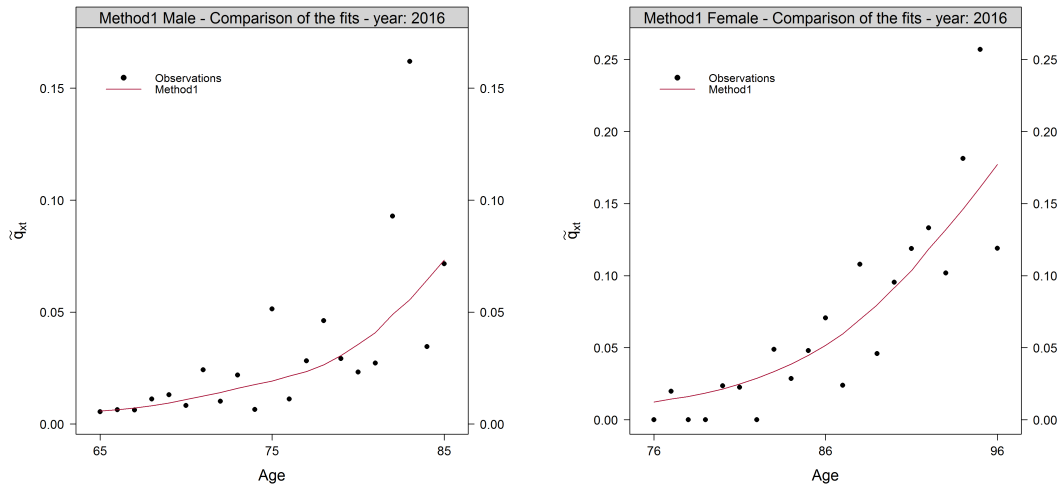 Method1 Male - Comparison of the fits - year: 2016
Observations
Method1
0.15
0.10
0.05
0.00
0.15
0.10
0.05
0.00
q̃xt
65
75
85
Age
Method1 Female - Comparison of the fits - year: 2016
Observations
Method1
0.25
0.20
0.15
0.10
0.05
0.00
0.25
0.20
0.15
0.10
0.05
0.00
q̃xt
76
86
96
Age